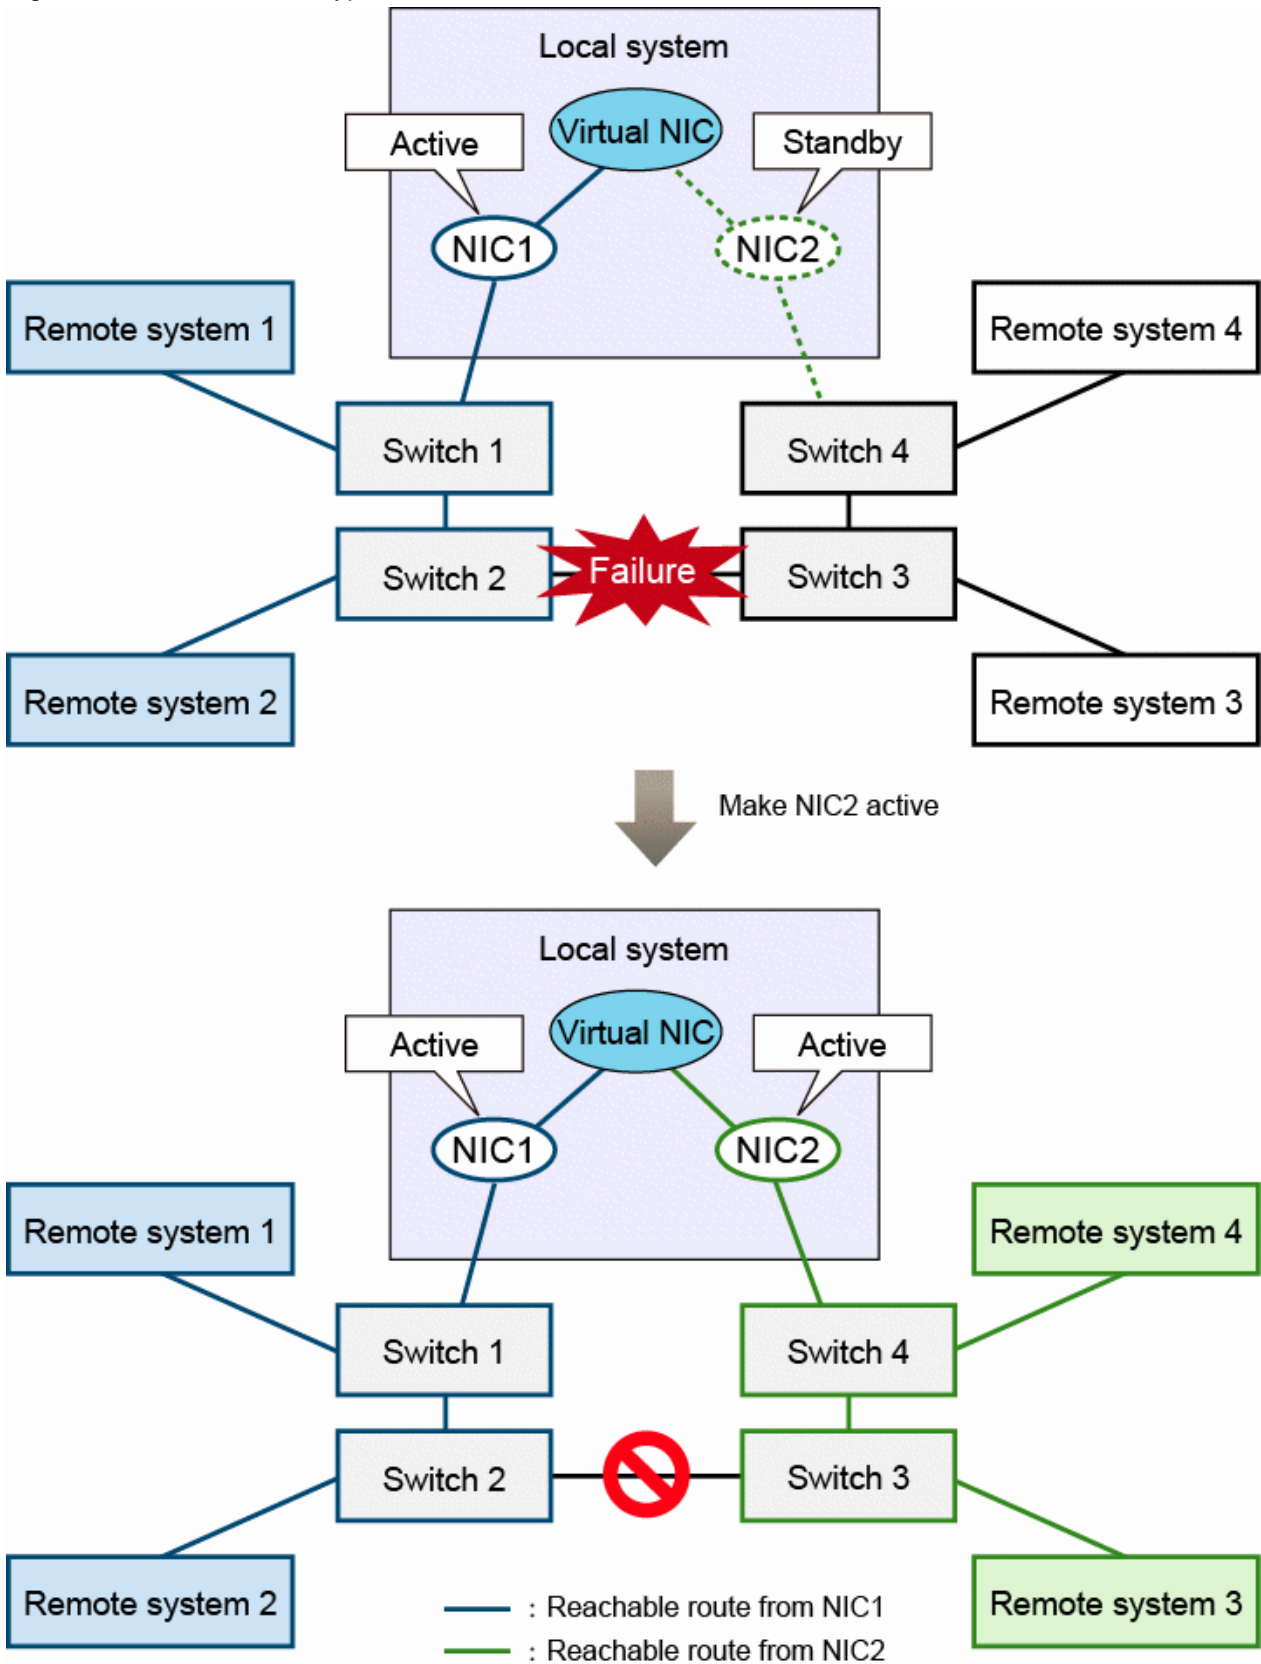 Local system
Virtual NIC
Active
Standby
NIC1
NIC2
Remote system 1
Remote system 4
Switch 1
Switch 4
Switch 2
Failure
Switch 3
Remote system 2
Remote system 3
Make NIC2 active
Local system
Virtual NIC
Active
Active
NIC1
NIC2
Remote system 1
Remote system 4
Switch 1
Switch 4
Switch 2
Switch 3
Remote system 2
Remote system 3
: Reachable route from NIC1
: Reachable route from NIC2